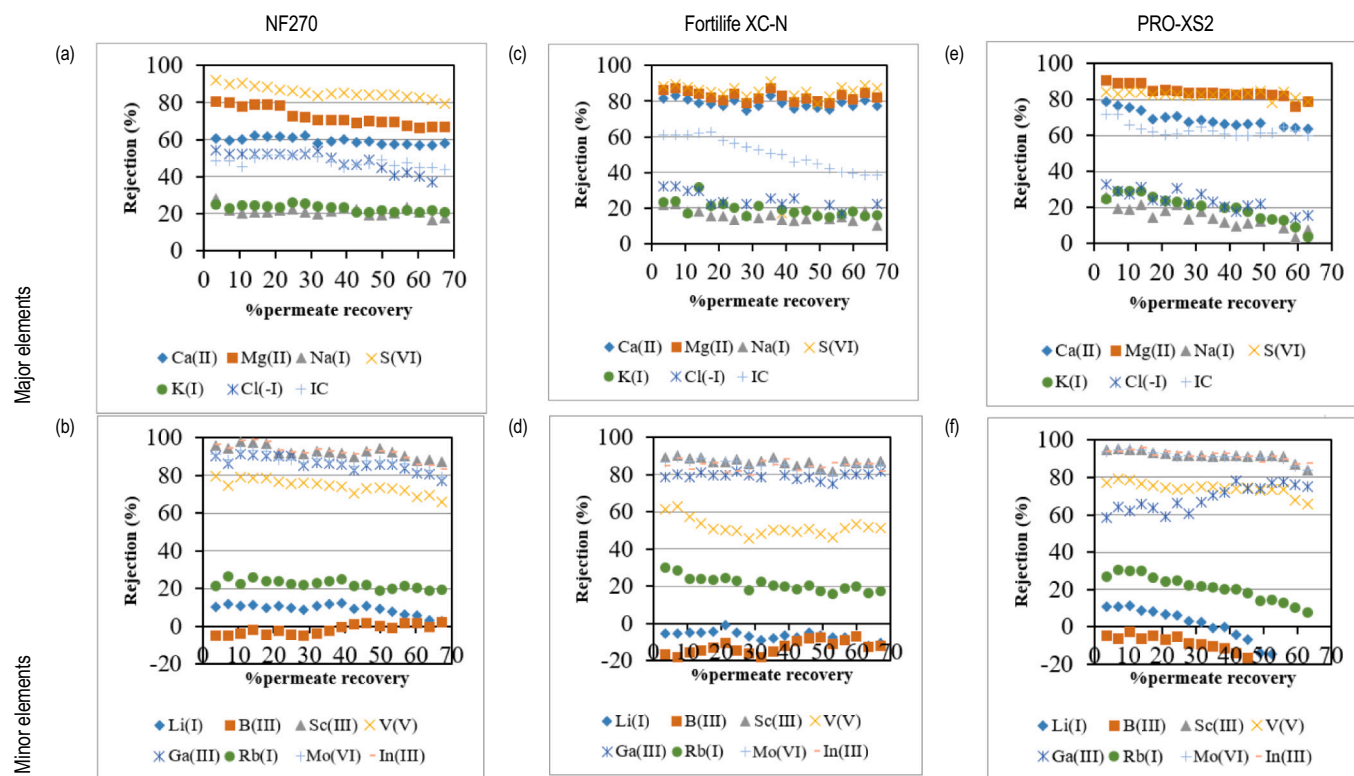 NF270
Fortilife XC-N
PRO-XS2
Major elements
(a)
100
80
60
40
20
0
Rejection (%)
0 10 20 30 40 50 60 70
%permeate recovery
Ca(II) Mg(II) Na(I) S(VI)
K(I) Cl(-I) IC
(c)
100
80
60
40
20
0
Rejection (%)
0 10 20 30 40 50 60 70
%permeate recovery
Ca(II) Mg(II) Na(I) S(VI)
K(I) Cl(-I) IC
(e)
100
80
60
40
20
0
Rejection (%)
0 10 20 30 40 50 60 70
%permeate recovery
Ca(II) Mg(II) Na(I) S(VI)
K(I) Cl(-I) IC
Minor elements
(b)
100
80
60
40
20
0
-20
Rejection (%)
0 10 20 30 40 50 60 70
%permeate recovery
Li(I) B(III) Sc(III) V(V)
Ga(III) Rb(I) Mo(VI) In(III)
(d)
100
80
60
40
20
0
-20
Rejection (%)
0 10 20 30 40 50 60 70
%permeate recovery
Li(I) B(III) Sc(III) V(V)
Ga(III) Rb(I) Mo(VI) In(III)
(f)
100
80
60
40
20
0
-20
Rejection (%)
0 10 20 30 40 50 60 70
%permeate recovery
Li(I) B(III) Sc(III) V(V)
Ga(III) Rb(I) Mo(VI) In(III)